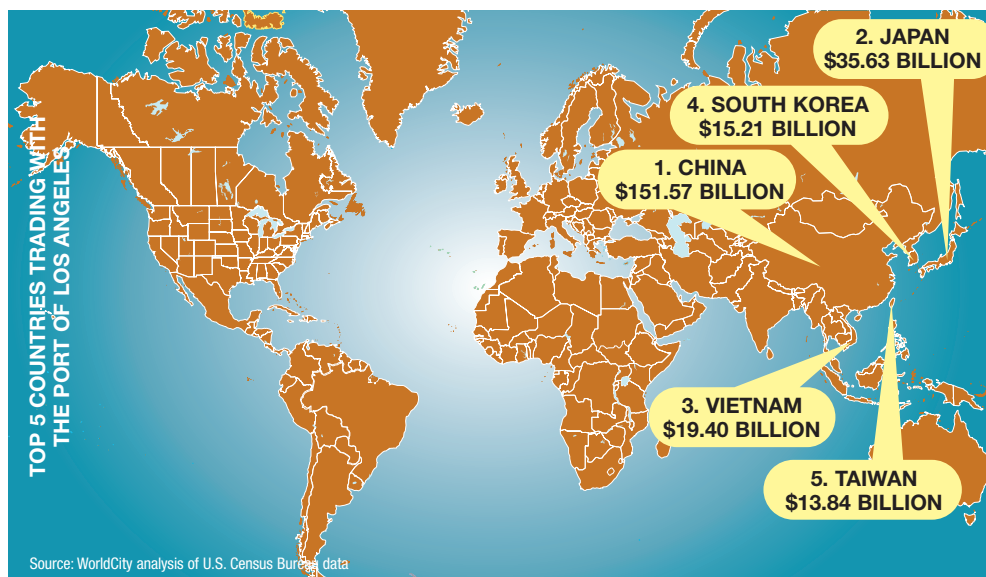 TOP 5 COUNTRIES TRADING WITH
THE PORT OF LOS ANGELES
2. JAPAN
$35.63 BILLION
4. SOUTH KOREA
$15.21 BILLION
1. CHINA
$151.57 BILLION
3. VIETNAM
$19.40 BILLION
5. TAIWAN
$13.84 BILLION
Source: WorldCity analysis of U.S. Census Bureau data